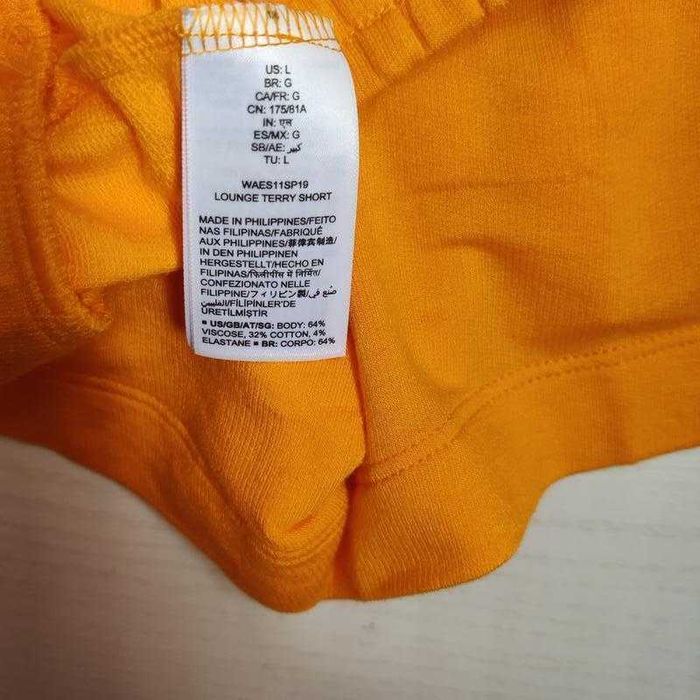 US: L
BR: G
CA/FR: G
CN: 175/81A
IN: एल
ES/MX: G
SB/AE: كبير
TU: L
WAES11SP19
LOUNGE TERRY SHORT
MADE IN PHILIPPINES/FEITO
NAS FILIPINAS/FABRIQUÉ
AUX PHILIPPINES/菲律宾制造/
IN DEN PHILIPPINEN
HERGESTELLT/HECHO EN
FILIPINAS/फिलीपींस में निर्मित/
CONFEZIONATO NELLE
FILIPPINE/フィリピン製/صُنع في
الفلبين/FİLİPİNLER'DE
ÜRETİLMİŞTİR
■ US/GB/AT/SG: BODY: 64%
VISCOSE, 32% COTTON, 4%
ELASTANE ■ BR: CORPO: 64%